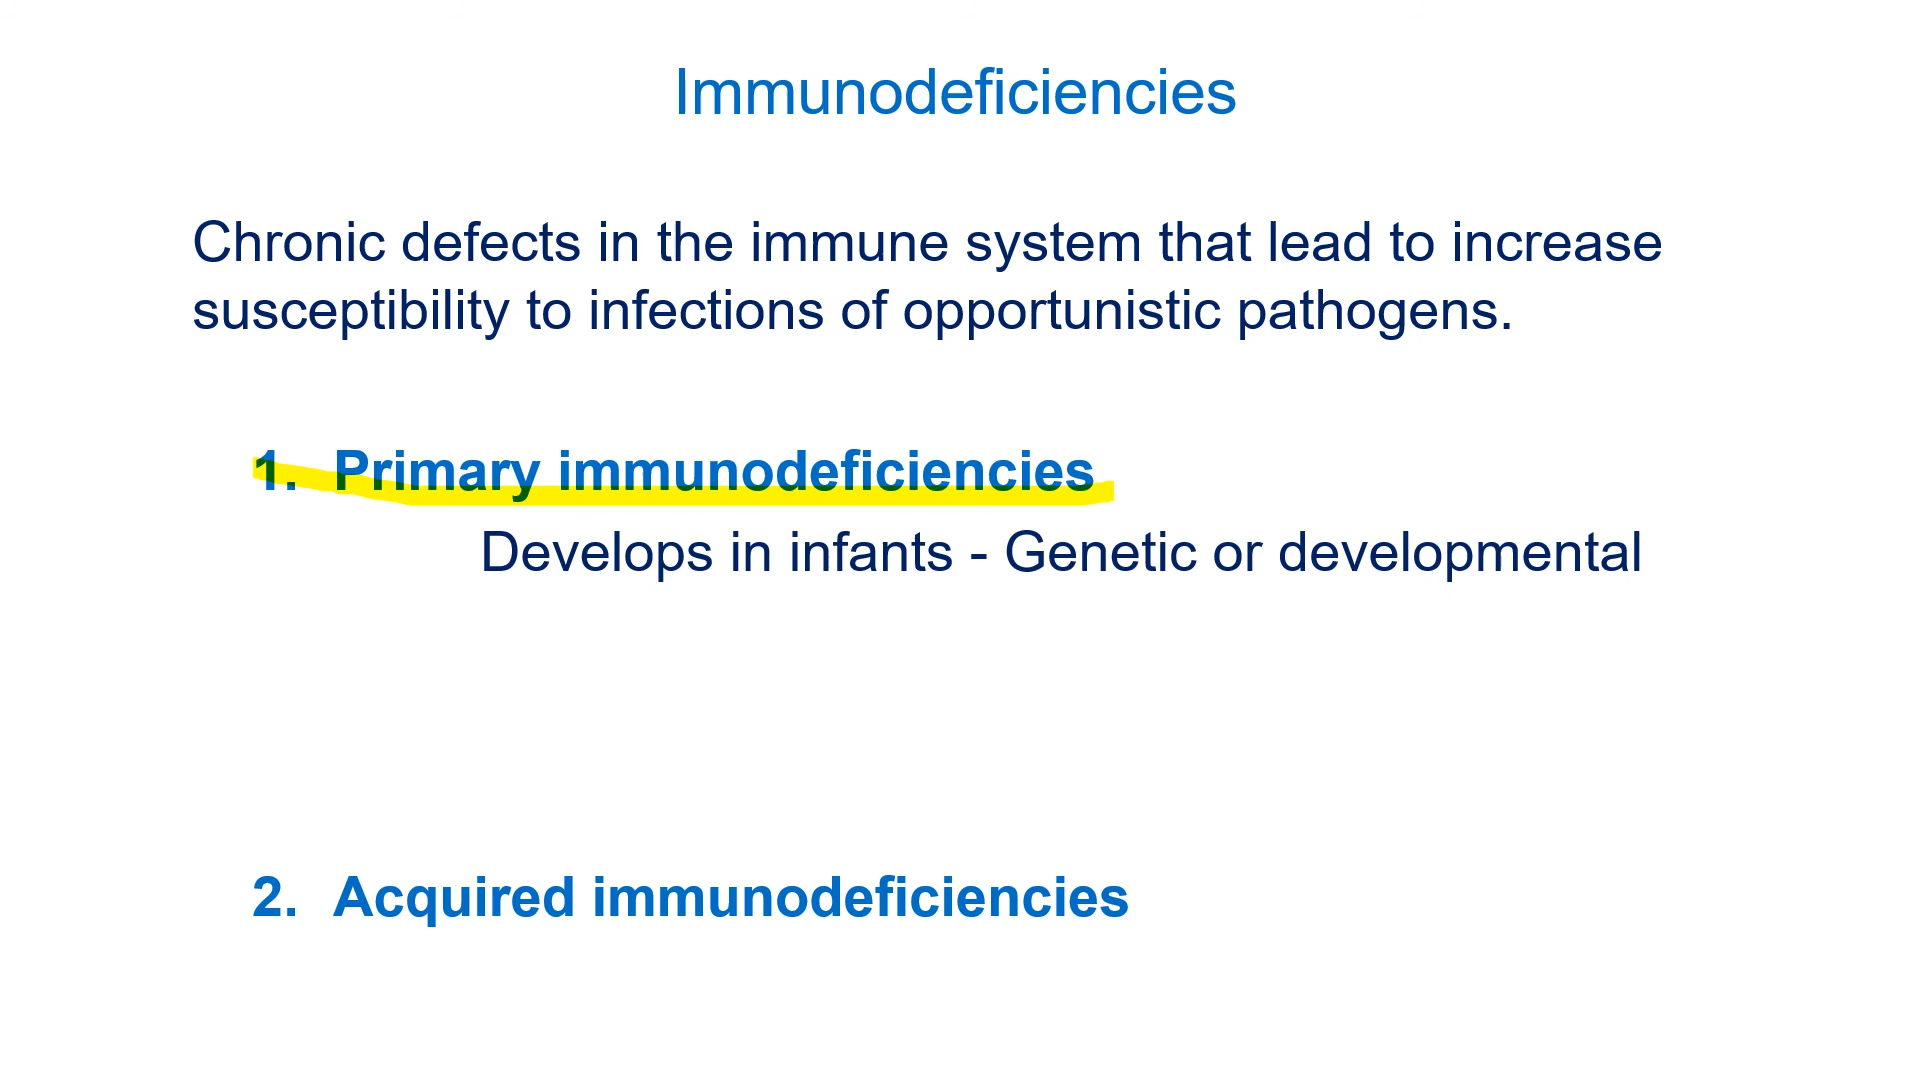 Immunodeficiencies
Chronic defects in the immune system that lead to increase
susceptibility to infections of opportunistic pathogens.
1. Primary immunodeficiencies
Develops in infants - Genetic or developmental
2. Acquired immunodeficiencies